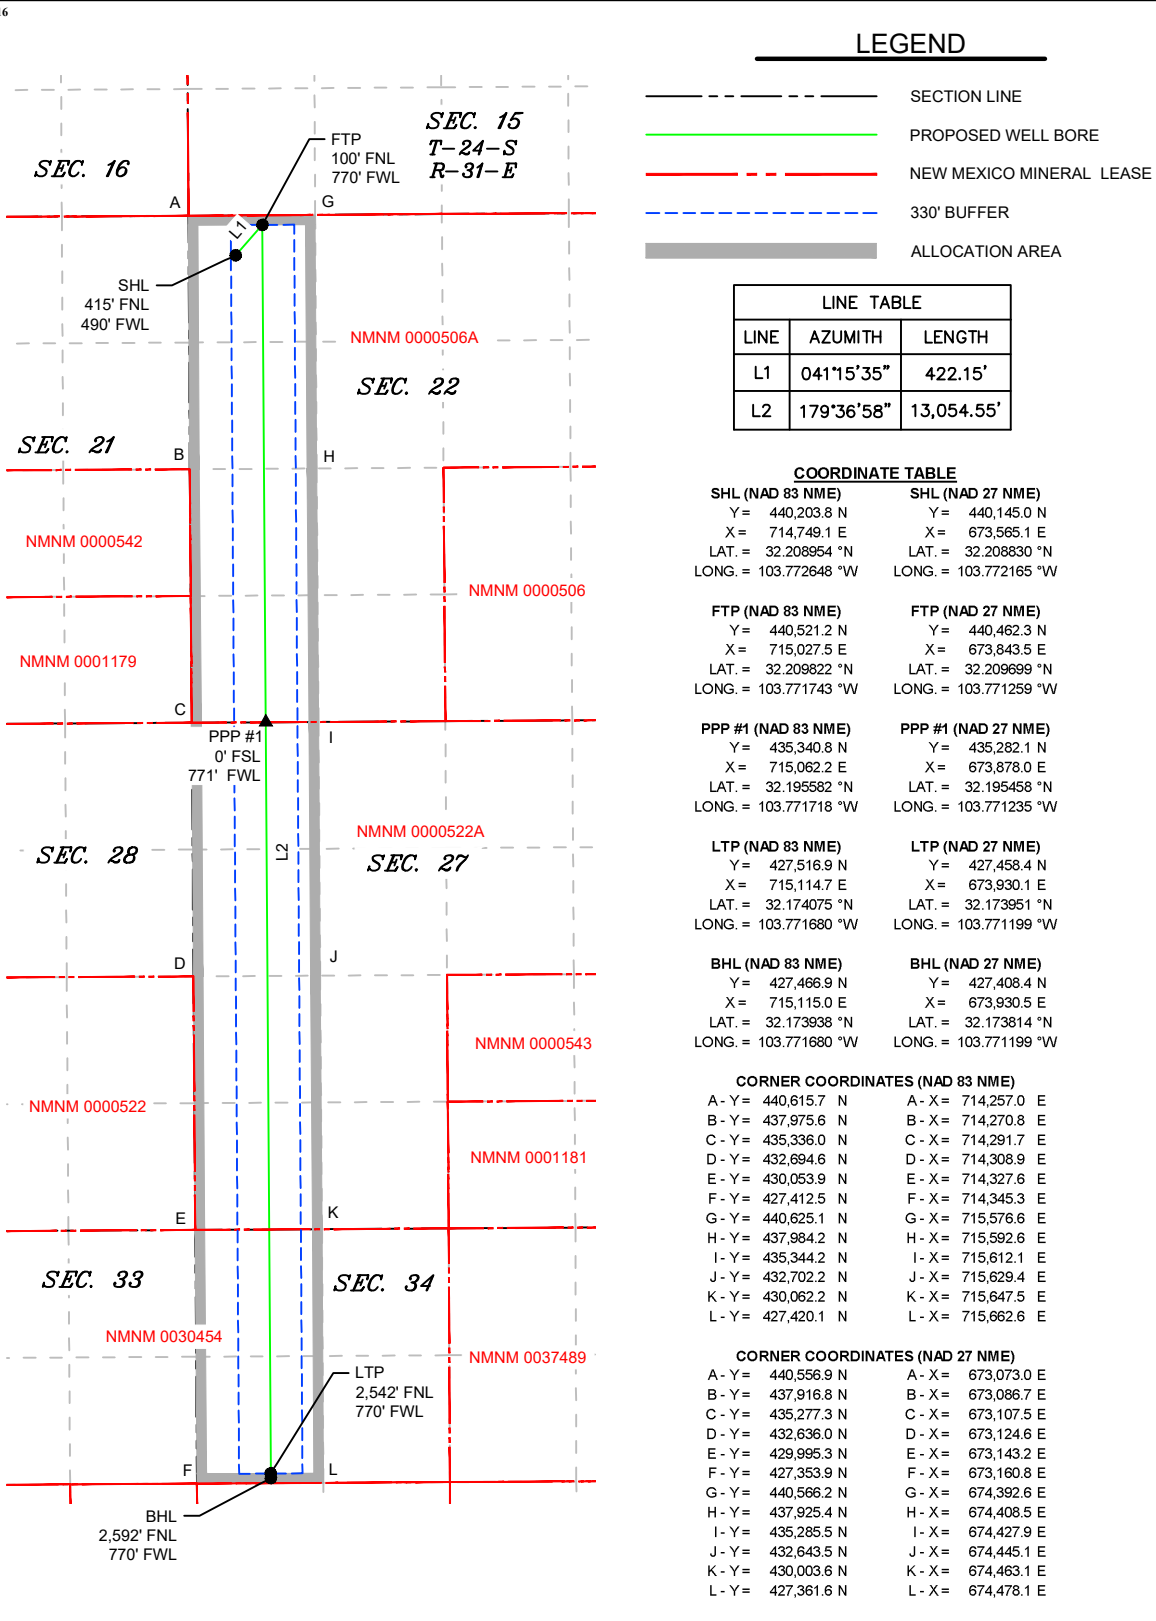 16
LEGEND
SECTION LINE
PROPOSED WELL BORE
NEW MEXICO MINERAL LEASE
330' BUFFER
ALLOCATION AREA
SEC. 16
SEC. 15
T-24-S
R-31-E
FTP
100' FNL
770' FWL
A
G
L1
SHL
415' FNL
490' FWL
NMNM 0000506A
SEC. 22
SEC. 21
B
H
NMNM 0000542
NMNM 0000506
NMNM 0001179
C
PPP #1
0' FSL
771' FWL
I
NMNM 0000522A
SEC. 28
L2
SEC. 27
D
J
NMNM 0000543
NMNM 0000522
NMNM 0001181
E
K
SEC. 33
SEC. 34
NMNM 0030454
NMNM 0037489
LTP
2,542' FNL
770' FWL
F
L
BHL
2,592' FNL
770' FWL
LINE TABLE
LINE AZUMITH LENGTH
L1 041°15'35" 422.15'
L2 179°36'58" 13,054.55'
COORDINATE TABLE
SHL (NAD 83 NME) SHL (NAD 27 NME)
Y= 440,203.8 N Y= 440,145.0 N
X= 714,749.1 E X= 673,565.1 E
LAT. = 32.208954 °N LAT. = 32.208830 °N
LONG. = 103.772648 °W LONG. = 103.772165 °W
FTP (NAD 83 NME) FTP (NAD 27 NME)
Y= 440,521.2 N Y= 440,462.3 N
X= 715,027.5 E X= 673,843.5 E
LAT. = 32.209822 °N LAT. = 32.209699 °N
LONG. = 103.771743 °W LONG. = 103.771259 °W
PPP #1 (NAD 83 NME) PPP #1 (NAD 27 NME)
Y= 435,340.8 N Y= 435,282.1 N
X= 715,062.2 E X= 673,878.0 E
LAT. = 32.195582 °N LAT. = 32.195458 °N
LONG. = 103.771718 °W LONG. = 103.771235 °W
LTP (NAD 83 NME) LTP (NAD 27 NME)
Y= 427,516.9 N Y= 427,458.4 N
X= 715,114.7 E X= 673,930.1 E
LAT. = 32.174075 °N LAT. = 32.173951 °N
LONG. = 103.771680 °W LONG. = 103.771199 °W
BHL (NAD 83 NME) BHL (NAD 27 NME)
Y= 427,466.9 N Y= 427,408.4 N
X= 715,115.0 E X= 673,930.5 E
LAT. = 32.173938 °N LAT. = 32.173814 °N
LONG. = 103.771680 °W LONG. = 103.771199 °W
CORNER COORDINATES (NAD 83 NME)
A - Y= 440,615.7 N A - X= 714,257.0 E
B - Y= 437,975.6 N B - X= 714,270.8 E
C - Y= 435,336.0 N C - X= 714,291.7 E
D - Y= 432,694.6 N D - X= 714,308.9 E
E - Y= 430,053.9 N E - X= 714,327.6 E
F - Y= 427,412.5 N F - X= 714,345.3 E
G - Y= 440,625.1 N G - X= 715,576.6 E
H - Y= 437,984.2 N H - X= 715,592.6 E
I - Y= 435,344.2 N I - X= 715,612.1 E
J - Y= 432,702.2 N J - X= 715,629.4 E
K - Y= 430,062.2 N K - X= 715,647.5 E
L - Y= 427,420.1 N L - X= 715,662.6 E
CORNER COORDINATES (NAD 27 NME)
A - Y= 440,556.9 N A - X= 673,073.0 E
B - Y= 437,916.8 N B - X= 673,086.7 E
C - Y= 435,277.3 N C - X= 673,107.5 E
D - Y= 432,636.0 N D - X= 673,124.6 E
E - Y= 429,995.3 N E - X= 673,143.2 E
F - Y= 427,353.9 N F - X= 673,160.8 E
G - Y= 440,566.2 N G - X= 674,392.6 E
H - Y= 437,925.4 N H - X= 674,408.5 E
I - Y= 435,285.5 N I - X= 674,427.9 E
J - Y= 432,643.5 N J - X= 674,445.1 E
K - Y= 430,003.6 N K - X= 674,463.1 E
L - Y= 427,361.6 N L - X= 674,478.1 E